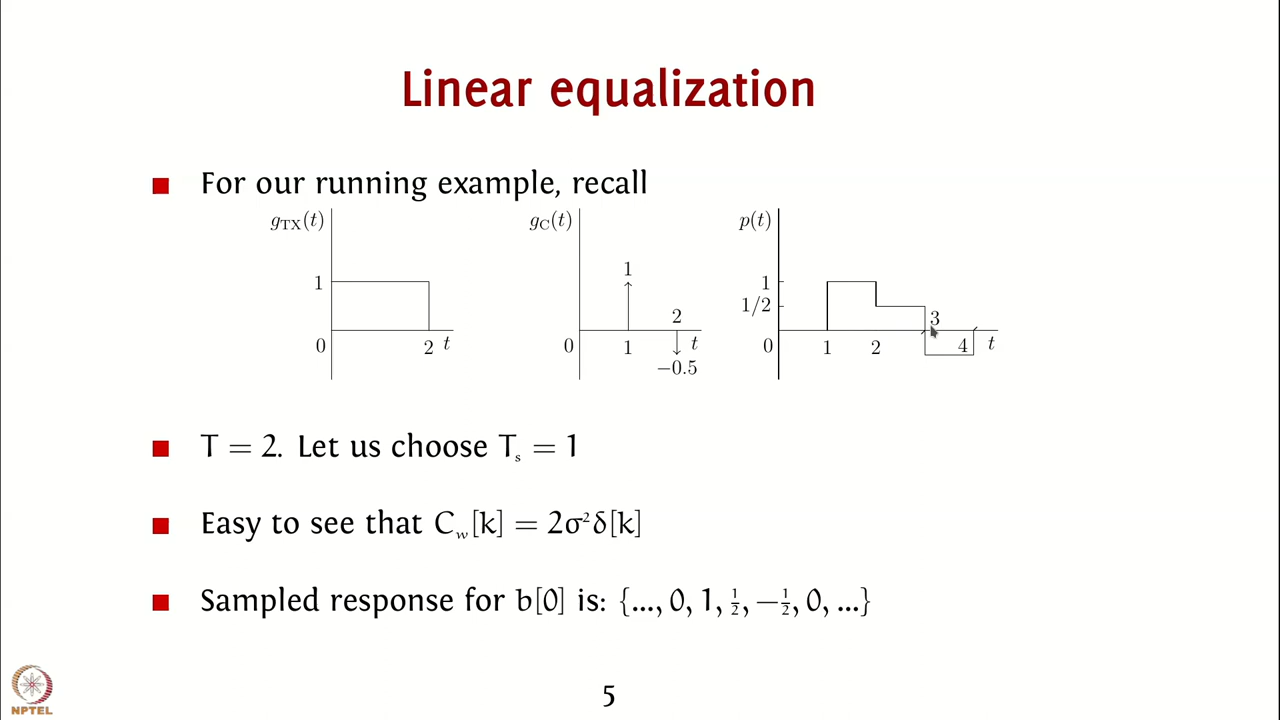 Linear equalization
For our running example, recall
g_TX(t)
1
0
2 t
g_C(t)
1
2
0
1
t
−0.5
p(t)
1
1/2
3
0
1
2
4
t
T = 2. Let us choose T_s = 1
Easy to see that C_w[k] = 2σ²δ[k]
Sampled response for b[0] is: {..., 0, 1, 1/2, −1/2, 0, ...}
NPTEL
5